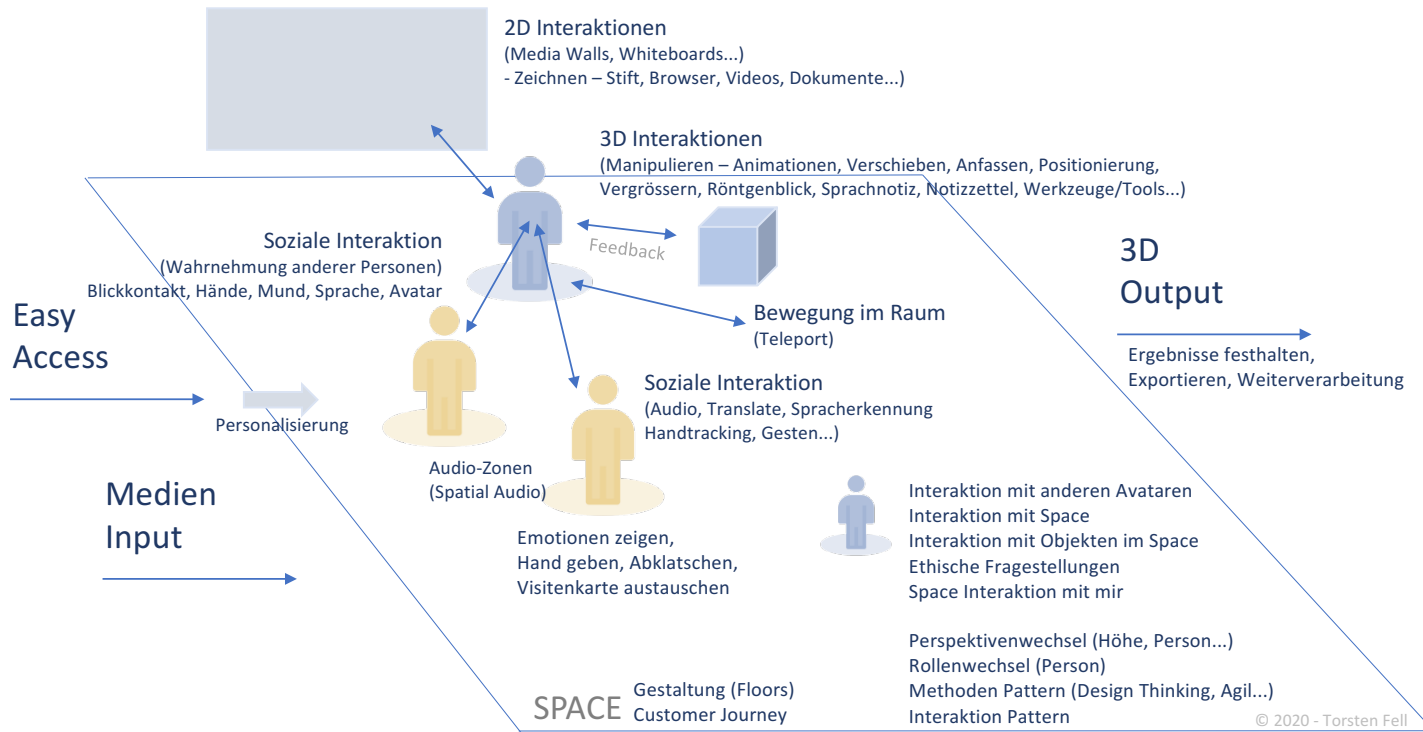 2D Interaktionen
(Media Walls, Whiteboards...)
- Zeichnen – Stift, Browser, Videos, Dokumente...)
3D Interaktionen
(Manipulieren – Animationen, Verschieben, Anfassen, Positionierung,
Vergrössern, Röntgenblick, Sprachnotiz, Notizzettel, Werkzeuge/Tools...)
Feedback
Soziale Interaktion
(Wahrnehmung anderer Personen)
Blickkontakt, Hände, Mund, Sprache, Avatar
Bewegung im Raum
(Teleport)
3D
Output
Ergebnisse festhalten,
Exportieren, Weiterverarbeitung
Easy
Access
Personalisierung
Soziale Interaktion
(Audio, Translate, Spracherkennung
Handtracking, Gesten...)
Audio-Zonen
(Spatial Audio)
Medien
Input
Emotionen zeigen,
Hand geben, Abklatschen,
Visitenkarte austauschen
Interaktion mit anderen Avataren
Interaktion mit Space
Interaktion mit Objekten im Space
Ethische Fragestellungen
Space Interaktion mit mir
Perspektivenwechsel (Höhe, Person...)
Rollenwechsel (Person)
Methoden Pattern (Design Thinking, Agil...)
Interaktion Pattern
SPACE
Gestaltung (Floors)
Customer Journey
© 2020 - Torsten Fell